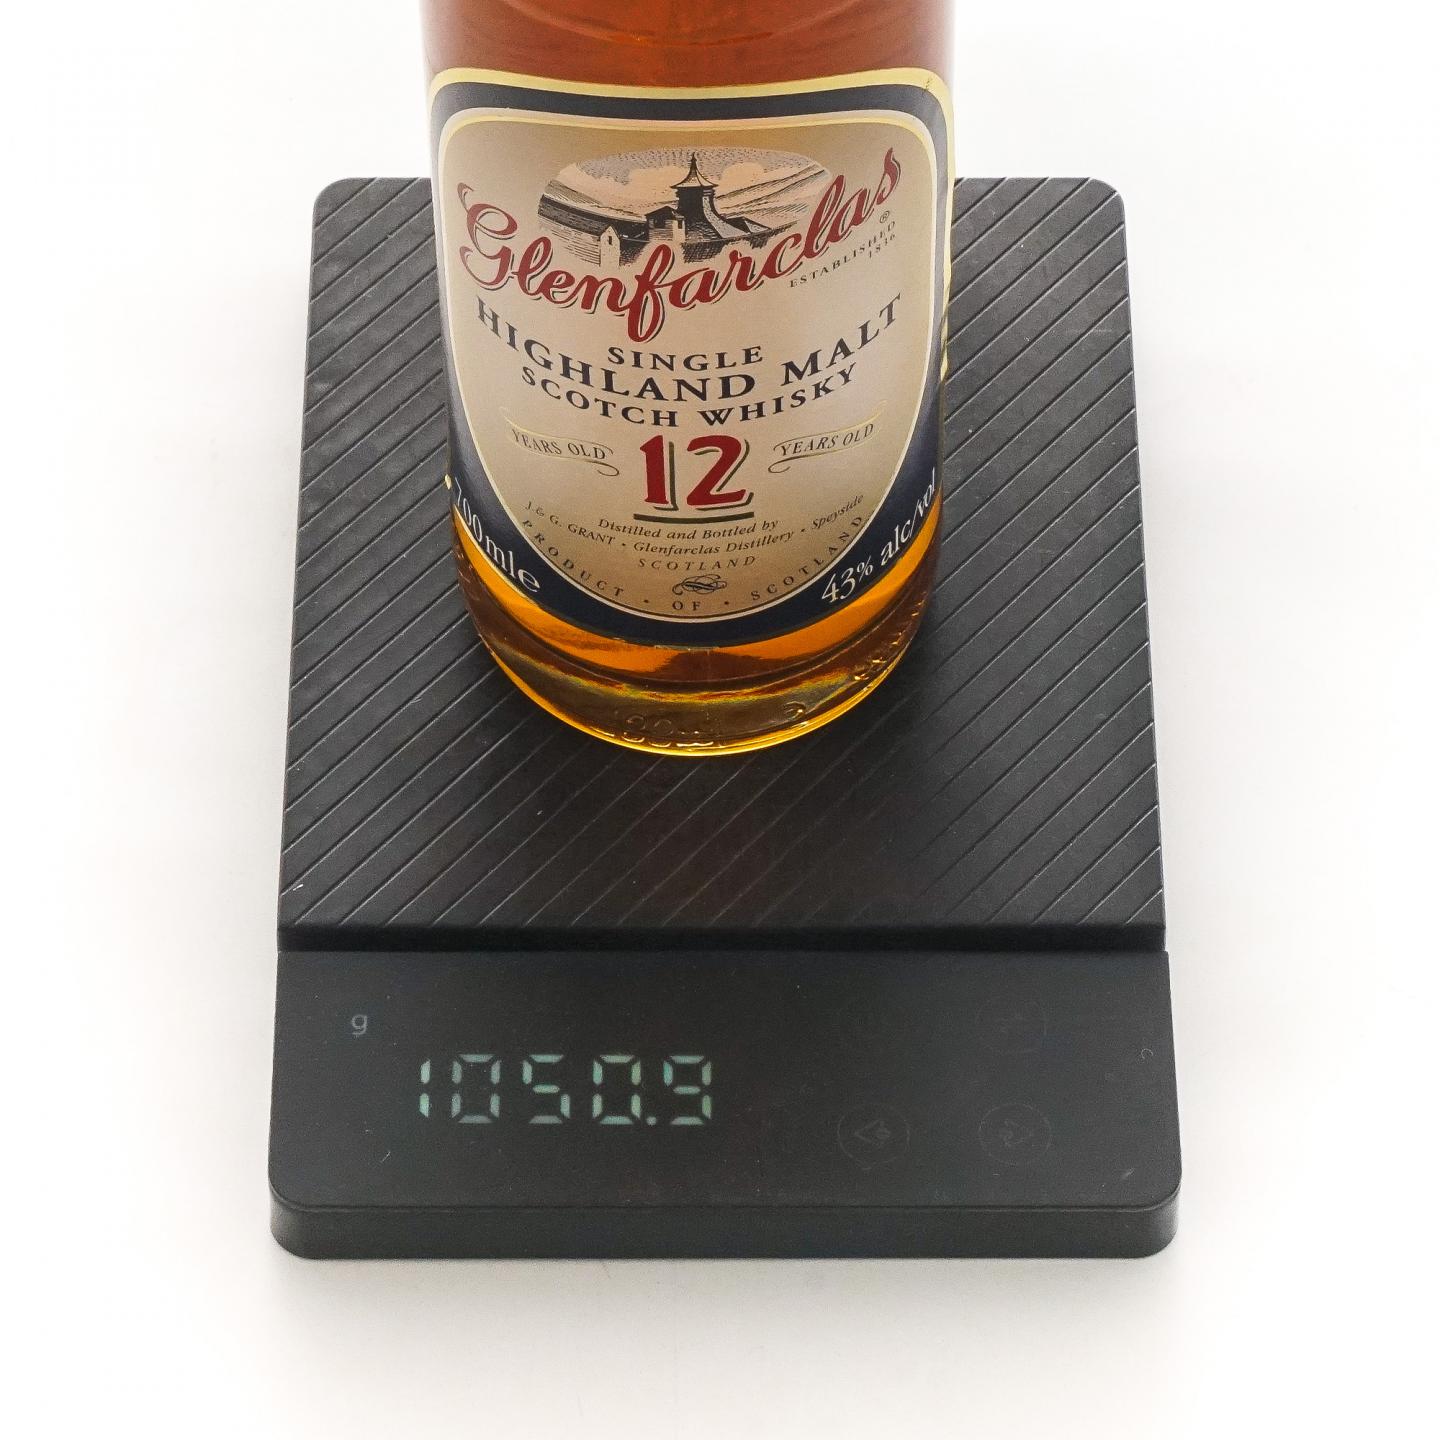 Glenfarclas
®
ESTABLISHED
1836
SINGLE
HIGHLAND MALT
SCOTCH WHISKY
YEARS OLD 12 YEARS OLD
Distilled and Bottled by
J & G. GRANT • Glenfarclas Distillery • Speyside
SCOTLAND
PRODUCT • OF • SCOTLAND
700mle
43% alc/vol
g
1050.9